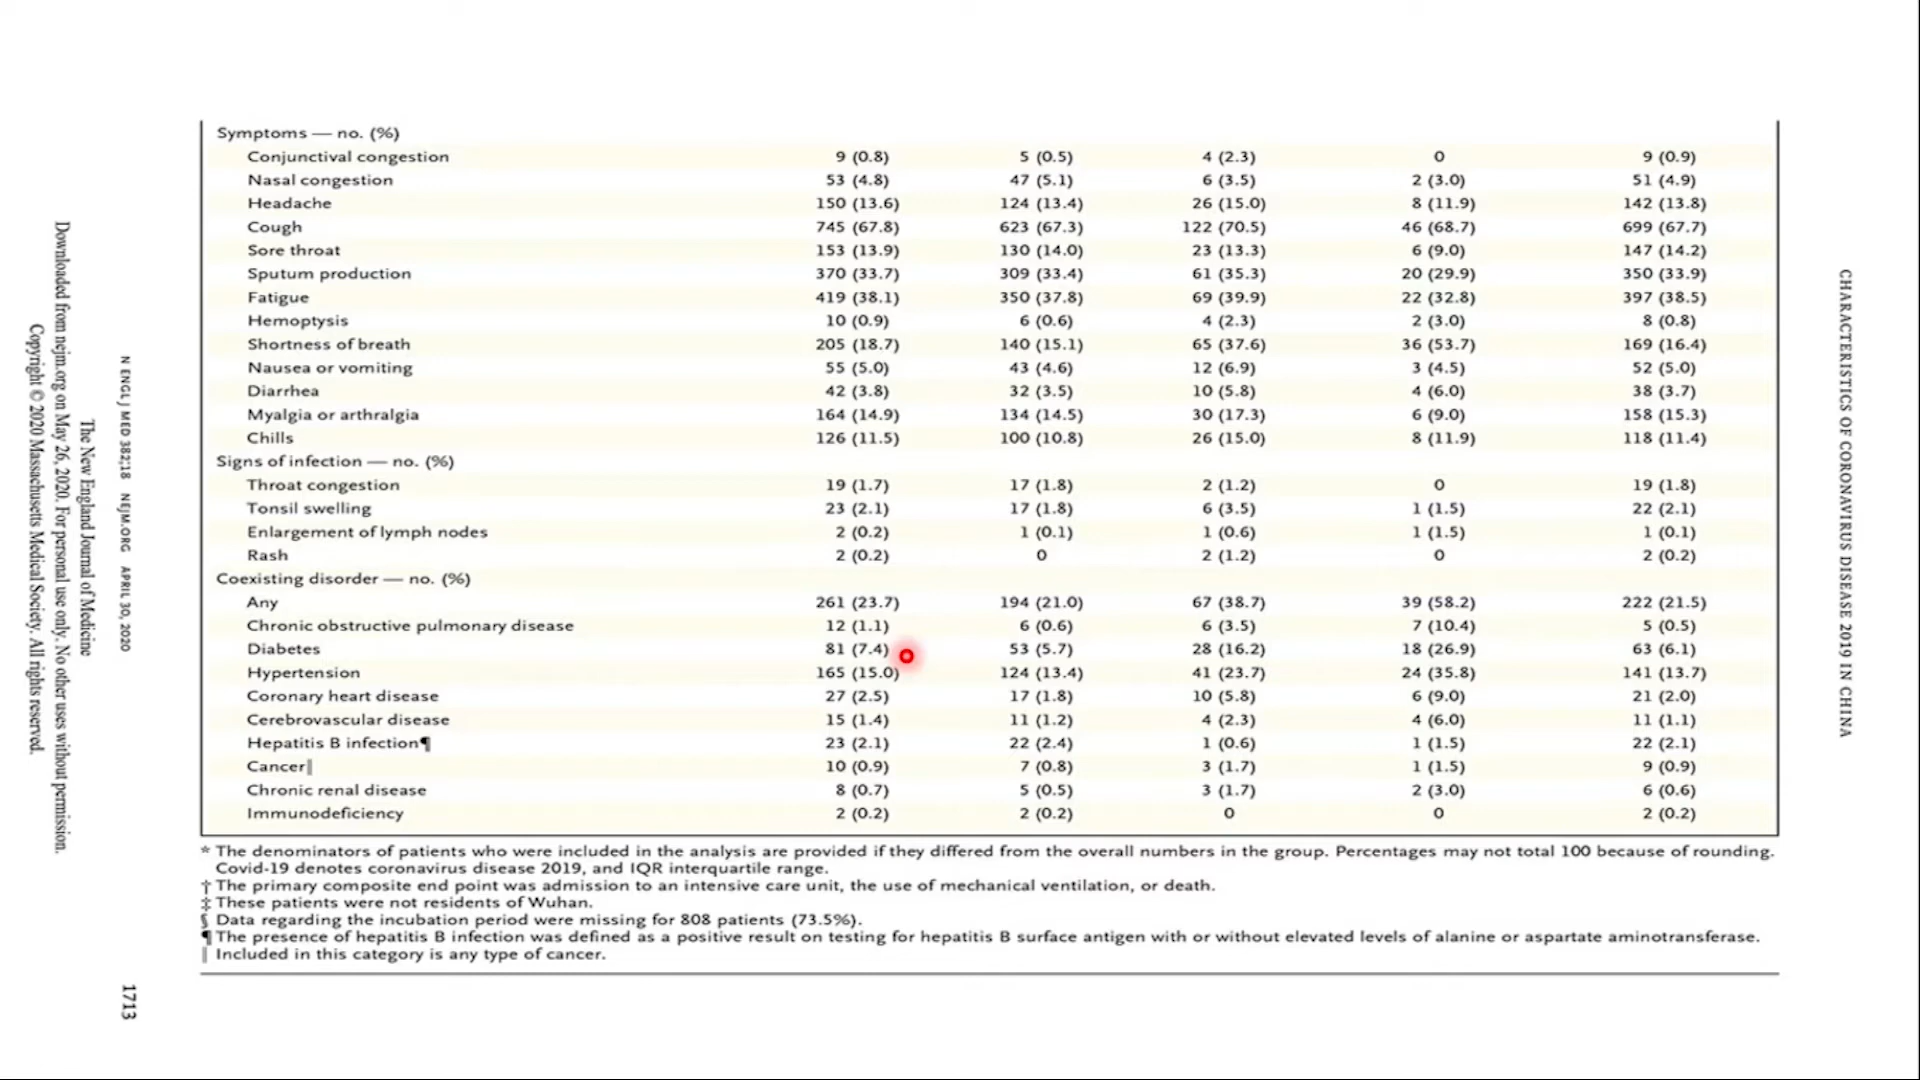 Symptoms — no. (%)
Conjunctival congestion 9 (0.8) 5 (0.5) 4 (2.3) 0 9 (0.9)
Nasal congestion 53 (4.8) 47 (5.1) 6 (3.5) 2 (3.0) 51 (4.9)
Headache 150 (13.6) 124 (13.4) 26 (15.0) 8 (11.9) 142 (13.8)
Cough 745 (67.8) 623 (67.3) 122 (70.5) 46 (68.7) 699 (67.7)
Sore throat 153 (13.9) 130 (14.0) 23 (13.3) 6 (9.0) 147 (14.2)
Sputum production 370 (33.7) 309 (33.4) 61 (35.3) 20 (29.9) 350 (33.9)
Fatigue 419 (38.1) 350 (37.8) 69 (39.9) 22 (32.8) 397 (38.5)
Hemoptysis 10 (0.9) 6 (0.6) 4 (2.3) 2 (3.0) 8 (0.8)
Shortness of breath 205 (18.7) 140 (15.1) 65 (37.6) 36 (53.7) 169 (16.4)
Nausea or vomiting 55 (5.0) 43 (4.6) 12 (6.9) 3 (4.5) 52 (5.0)
Diarrhea 42 (3.8) 32 (3.5) 10 (5.8) 4 (6.0) 38 (3.7)
Myalgia or arthralgia 164 (14.9) 134 (14.5) 30 (17.3) 6 (9.0) 158 (15.3)
Chills 126 (11.5) 100 (10.8) 26 (15.0) 8 (11.9) 118 (11.4)
Signs of infection — no. (%)
Throat congestion 19 (1.7) 17 (1.8) 2 (1.2) 0 19 (1.8)
Tonsil swelling 23 (2.1) 17 (1.8) 6 (3.5) 1 (1.5) 22 (2.1)
Enlargement of lymph nodes 2 (0.2) 1 (0.1) 1 (0.6) 1 (1.5) 1 (0.1)
Rash 2 (0.2) 0 2 (1.2) 0 2 (0.2)
Coexisting disorder — no. (%)
Any 261 (23.7) 194 (21.0) 67 (38.7) 39 (58.2) 222 (21.5)
Chronic obstructive pulmonary disease 12 (1.1) 6 (0.6) 6 (3.5) 7 (10.4) 5 (0.5)
Diabetes 81 (7.4) 53 (5.7) 28 (16.2) 18 (26.9) 63 (6.1)
Hypertension 165 (15.0) 124 (13.4) 41 (23.7) 24 (35.8) 141 (13.7)
Coronary heart disease 27 (2.5) 17 (1.8) 10 (5.8) 6 (9.0) 21 (2.0)
Cerebrovascular disease 15 (1.4) 11 (1.2) 4 (2.3) 4 (6.0) 11 (1.1)
Hepatitis B infection¶ 23 (2.1) 22 (2.4) 1 (0.6) 1 (1.5) 22 (2.1)
Cancer‖ 10 (0.9) 7 (0.8) 3 (1.7) 1 (1.5) 9 (0.9)
Chronic renal disease 8 (0.7) 5 (0.5) 3 (1.7) 2 (3.0) 6 (0.6)
Immunodeficiency 2 (0.2) 2 (0.2) 0 0 2 (0.2)
* The denominators of patients who were included in the analysis are provided if they differed from the overall numbers in the group. Percentages may not total 100 because of rounding.
Covid-19 denotes coronavirus disease 2019, and IQR interquartile range.
† The primary composite end point was admission to an intensive care unit, the use of mechanical ventilation, or death.
‡ These patients were not residents of Wuhan.
§ Data regarding the incubation period were missing for 808 patients (73.5%).
¶ The presence of hepatitis B infection was defined as a positive result on testing for hepatitis B surface antigen with or without elevated levels of alanine or aspartate aminotransferase.
‖ Included in this category is any type of cancer.
CHARACTERISTICS OF CORONAVIRUS DISEASE 2019 IN CHINA
N ENGL J MED 382;18 NEJM.ORG APRIL 30, 2020
1713
The New England Journal of Medicine
Downloaded from nejm.org on May 26, 2020. For personal use only. No other uses without permission.
Copyright © 2020 Massachusetts Medical Society. All rights reserved.